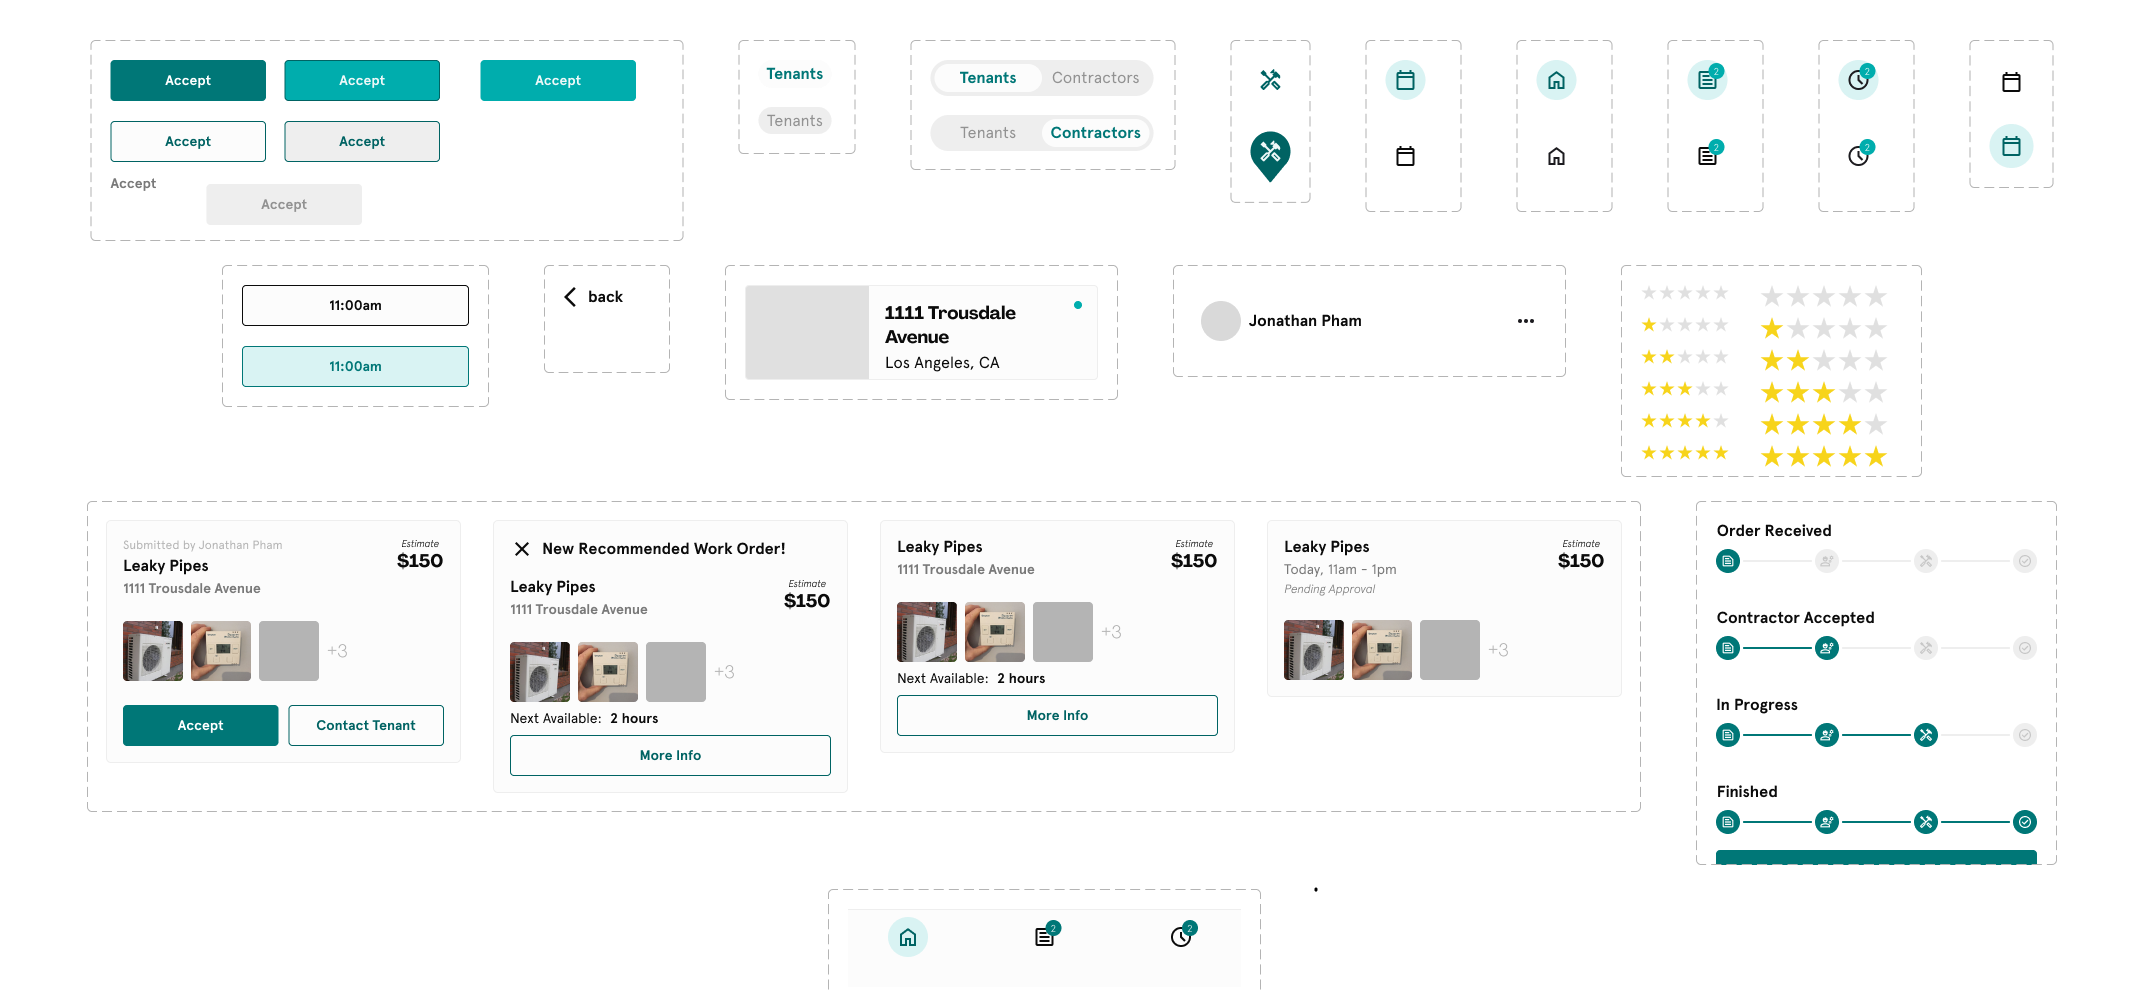 Accept
Accept
Accept
Accept
Accept
Accept
Accept
Tenants
Tenants
Tenants Contractors
Tenants Contractors
2
2
2
2
11:00am
11:00am
back
1111 Trousdale
Avenue
Los Angeles, CA
Jonathan Pham
Submitted by Jonathan Pham
Leaky Pipes
1111 Trousdale Avenue
Estimate
$150
+3
Accept
Contact Tenant
New Recommended Work Order!
Leaky Pipes
1111 Trousdale Avenue
Estimate
$150
+3
Next Available: 2 hours
More Info
Leaky Pipes
1111 Trousdale Avenue
Estimate
$150
+3
Next Available: 2 hours
More Info
Leaky Pipes
Today, 11am - 1pm
Pending Approval
Estimate
$150
+3
Order Received
Contractor Accepted
In Progress
Finished
2
2